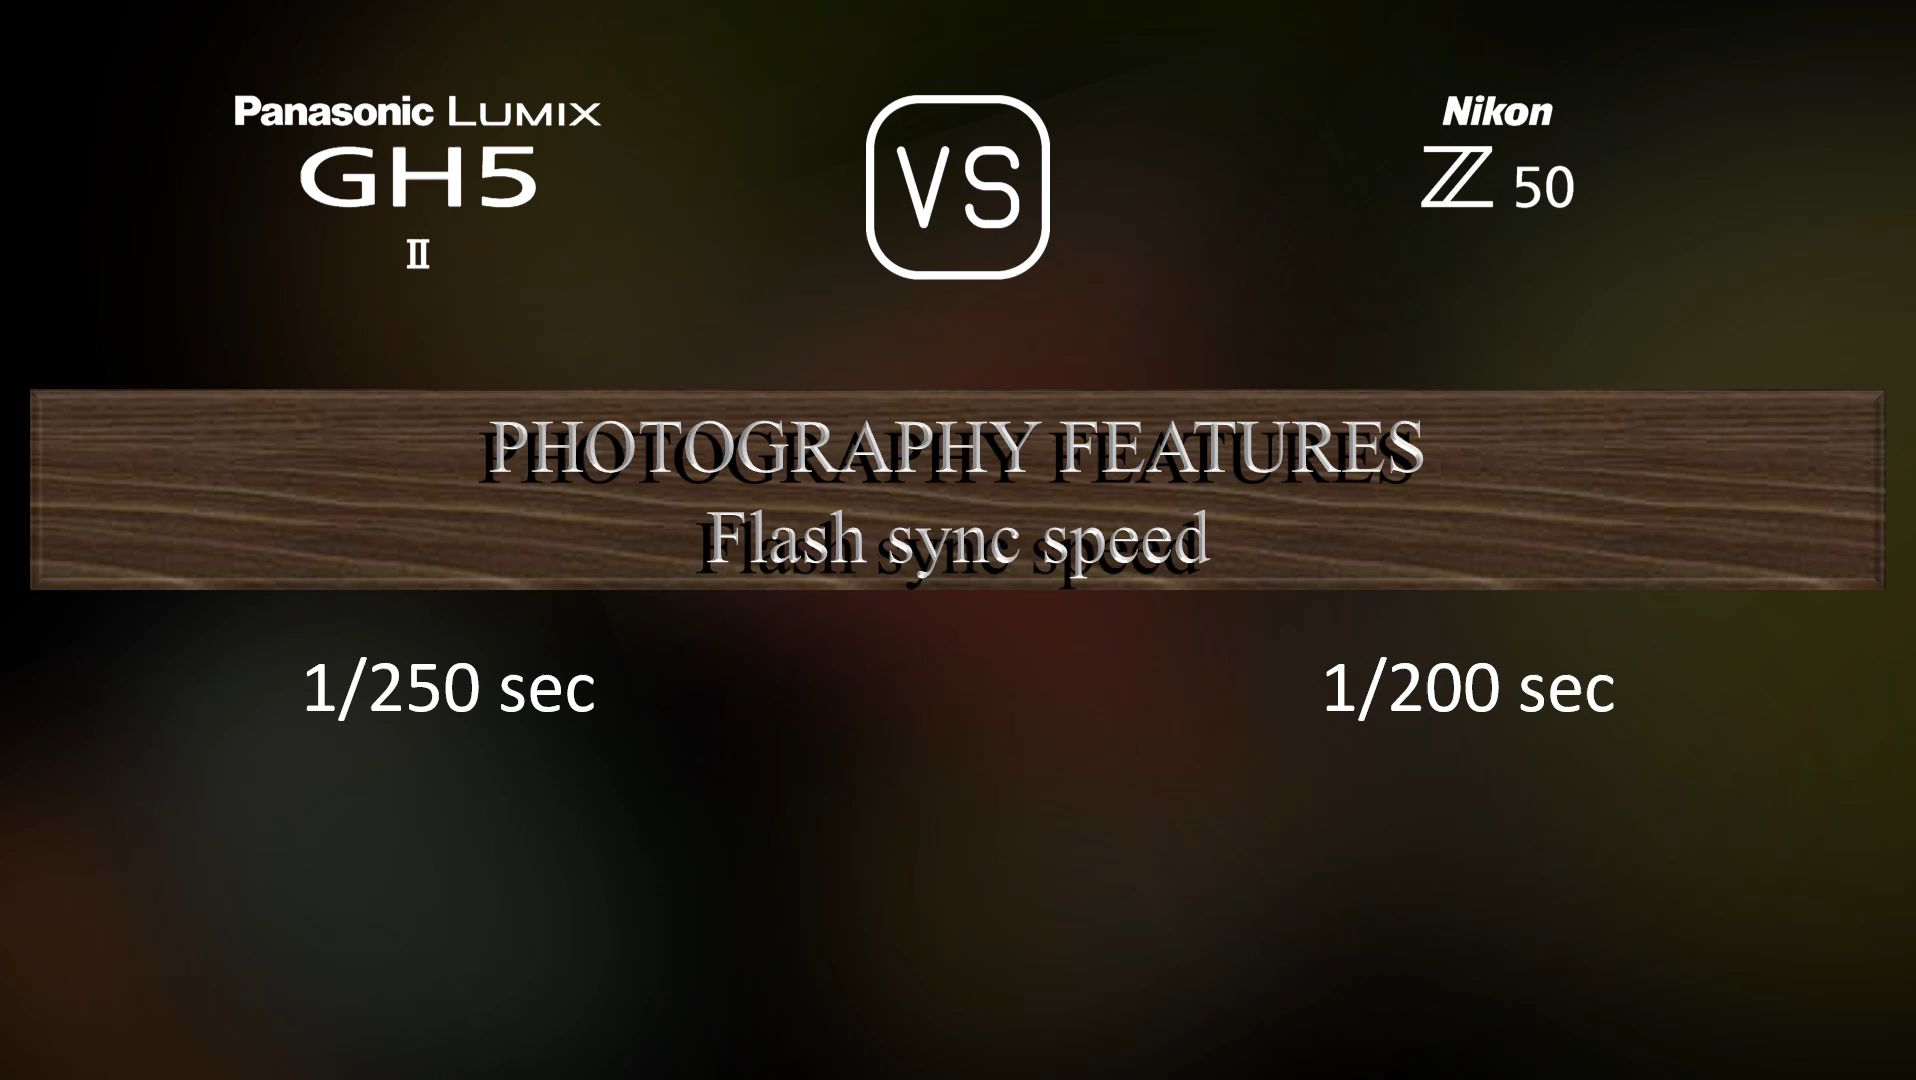 Panasonic LUMIX
GH5
II
VS
Nikon
Z 50
PHOTOGRAPHY FEATURES
Flash sync speed
1/250 sec
1/200 sec